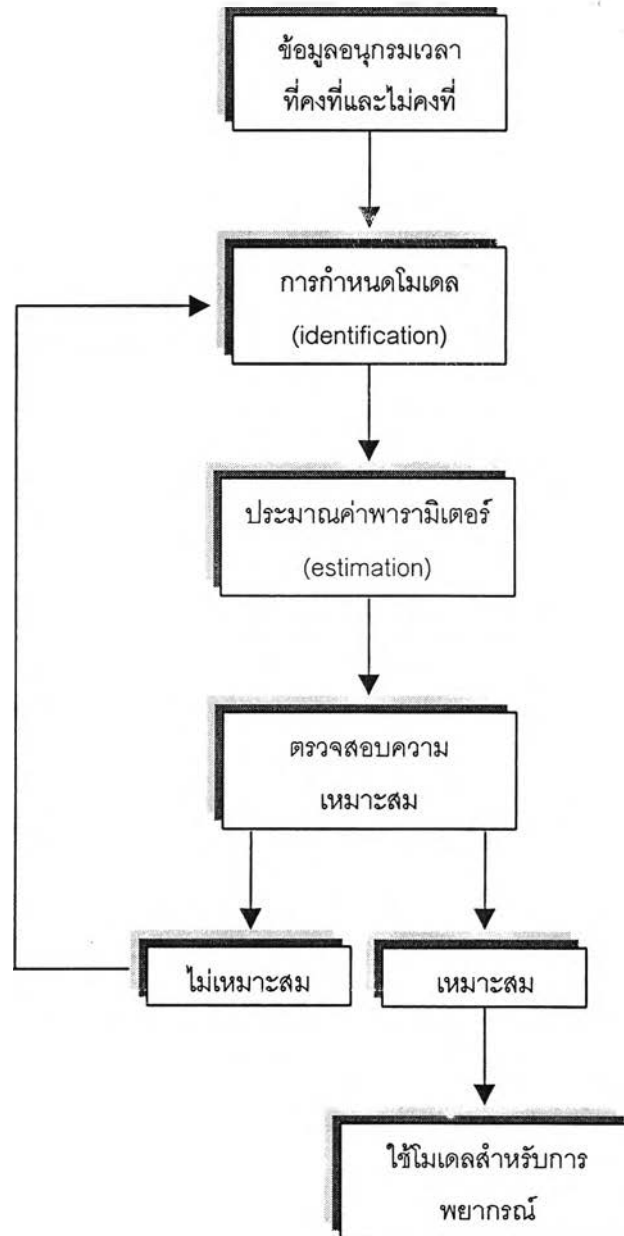 ข้อมูลอนุกรมเวลา
ที่คงที่และไม่คงที่
การกำหนดโมเดล
(identification)
ประมาณค่าพารามิเตอร์
(estimation)
ตรวจสอบความ
เหมาะสม
ไม่เหมาะสม
เหมาะสม
ใช้โมเดลสำหรับการ
พยากรณ์